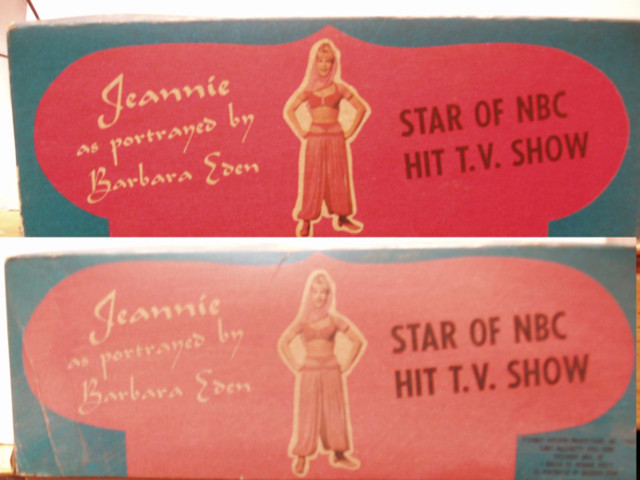 Jeannie
as portrayed by
Barbara Eden
STAR OF NBC
HIT T.V. SHOW
Jeannie
as portrayed by
Barbara Eden
STAR OF NBC
HIT T.V. SHOW